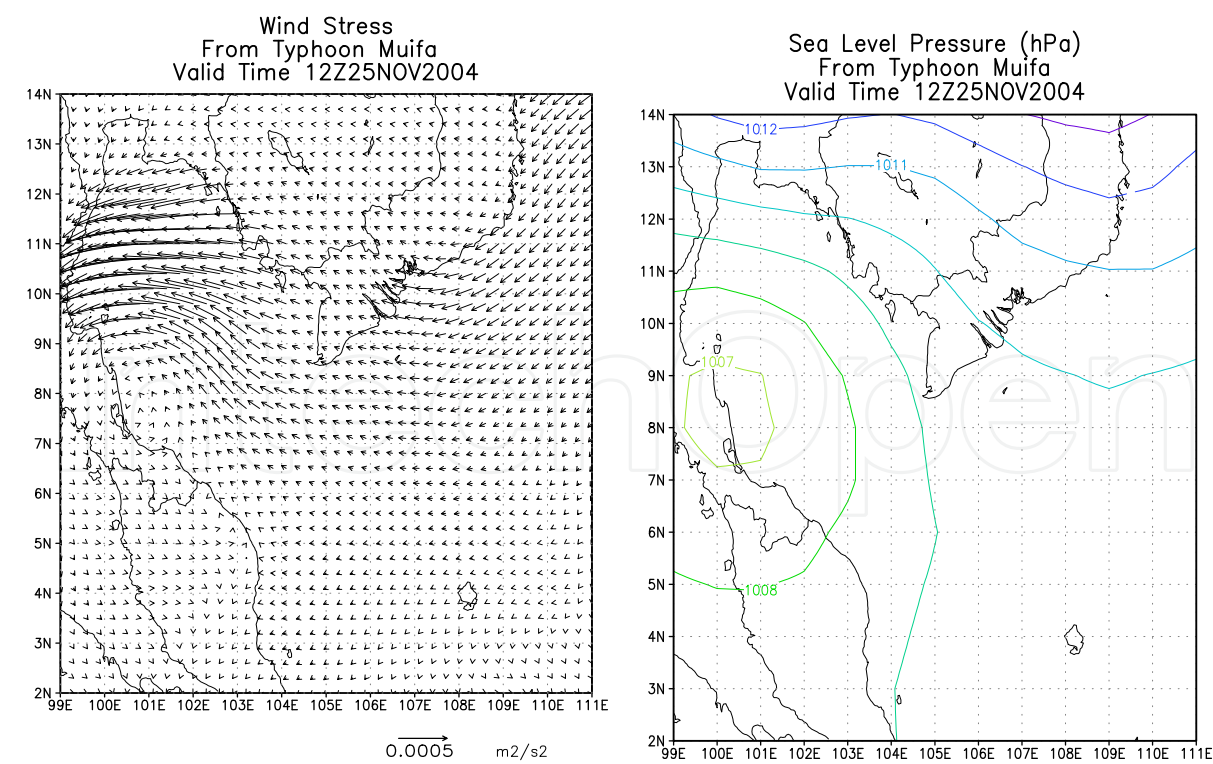 Wind Stress
From Typhoon Muifa
Valid Time 12Z25NOV2004
14N
13N
12N
11N
10N
9N
8N
7N
6N
5N
4N
3N
2N
99E 100E 101E 102E 103E 104E 105E 106E 107E 108E 109E 110E 111E
0.0005 m2/s2
Sea Level Pressure (hPa)
From Typhoon Muifa
Valid Time 12Z25NOV2004
14N
1012
13N
1011
12N
11N
10N
1007
9N
8N
7N
6N
5N
1008
4N
3N
2N
99E 100E 101E 102E 103E 104E 105E 106E 107E 108E 109E 110E 111E